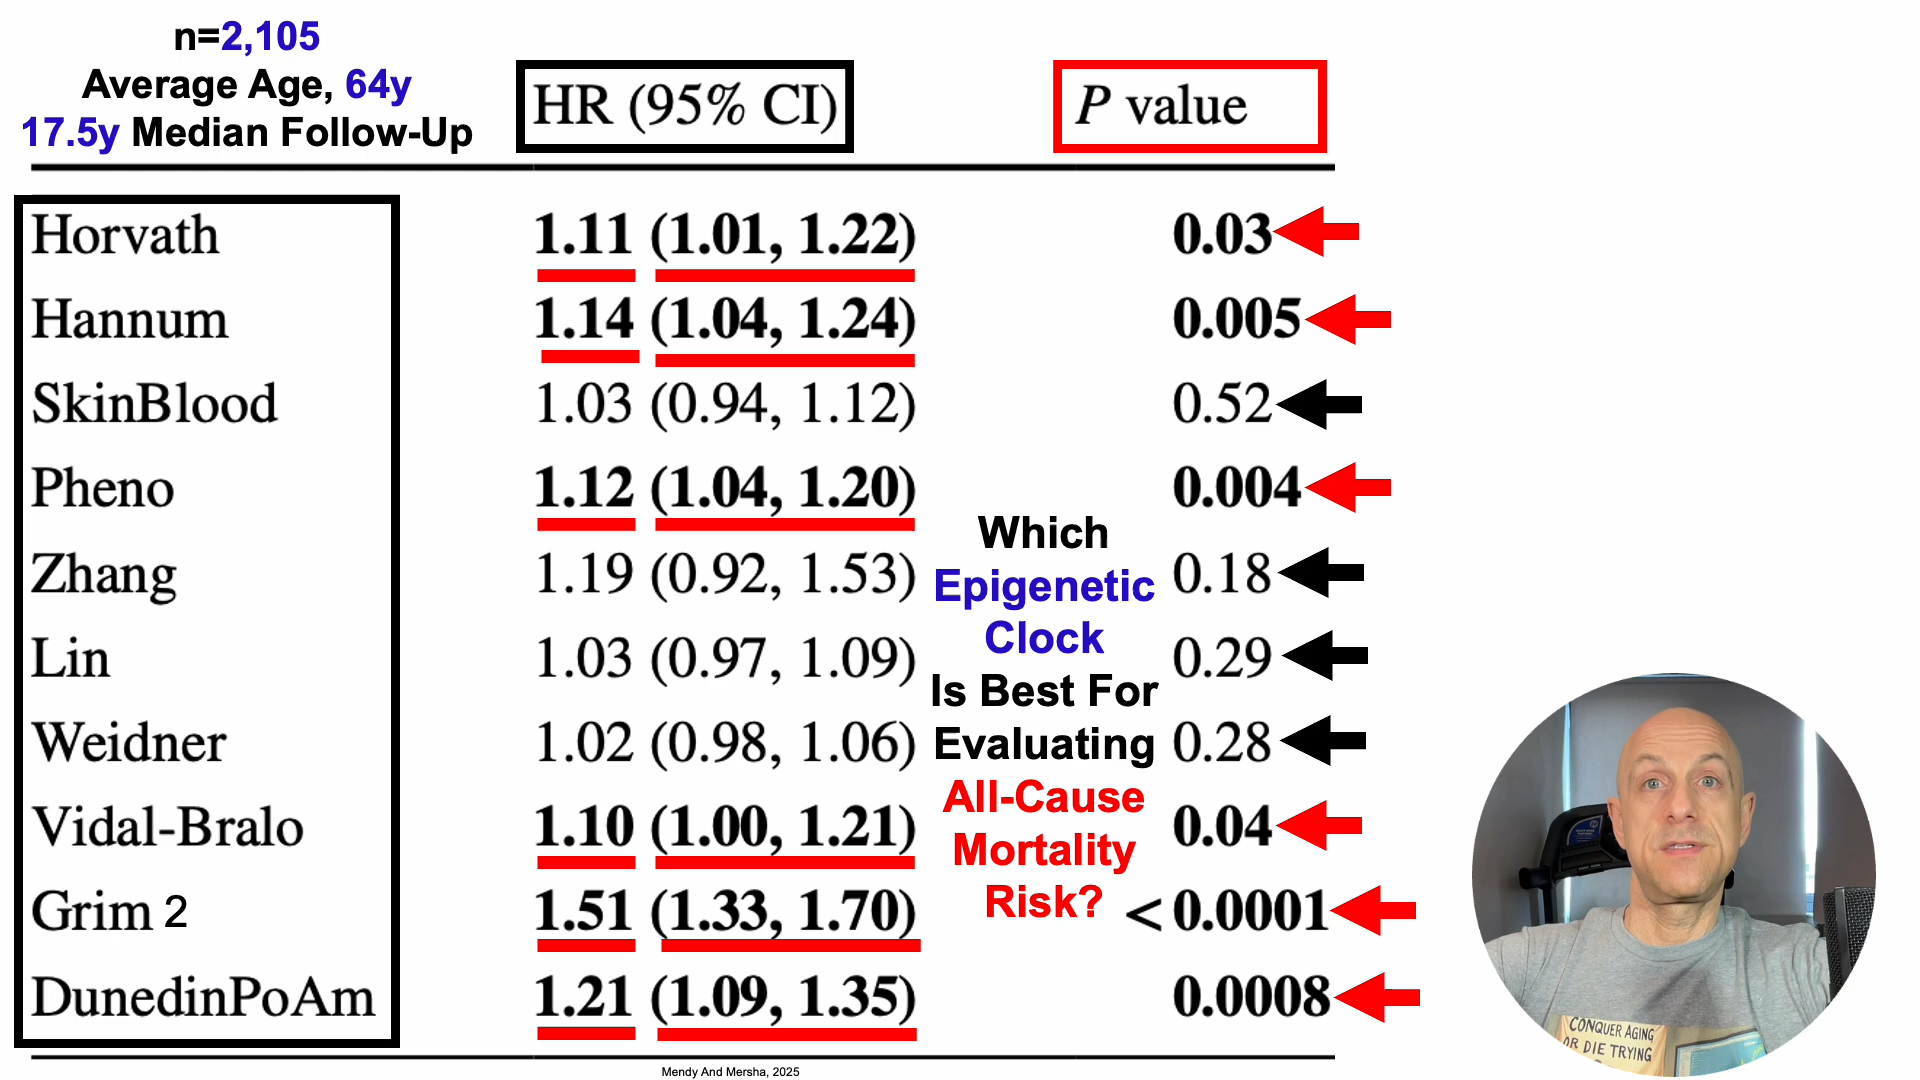 n=2,105
Average Age, 64y
17.5y Median Follow-Up
HR (95% CI)
P value
Horvath 1.11 (1.01, 1.22) 0.03
Hannum 1.14 (1.04, 1.24) 0.005
SkinBlood 1.03 (0.94, 1.12) 0.52
Pheno 1.12 (1.04, 1.20) 0.004
Zhang 1.19 (0.92, 1.53) 0.18
Lin 1.03 (0.97, 1.09) 0.29
Weidner 1.02 (0.98, 1.06) 0.28
Vidal-Bralo 1.10 (1.00, 1.21) 0.04
Grim 2 1.51 (1.33, 1.70) < 0.0001
DunedinPoAm 1.21 (1.09, 1.35) 0.0008
Which
Epigenetic
Clock
Is Best For
Evaluating
All-Cause
Mortality
Risk?
Mendy And Mersha, 2025
CONQUER AGING
OR DIE TRYING